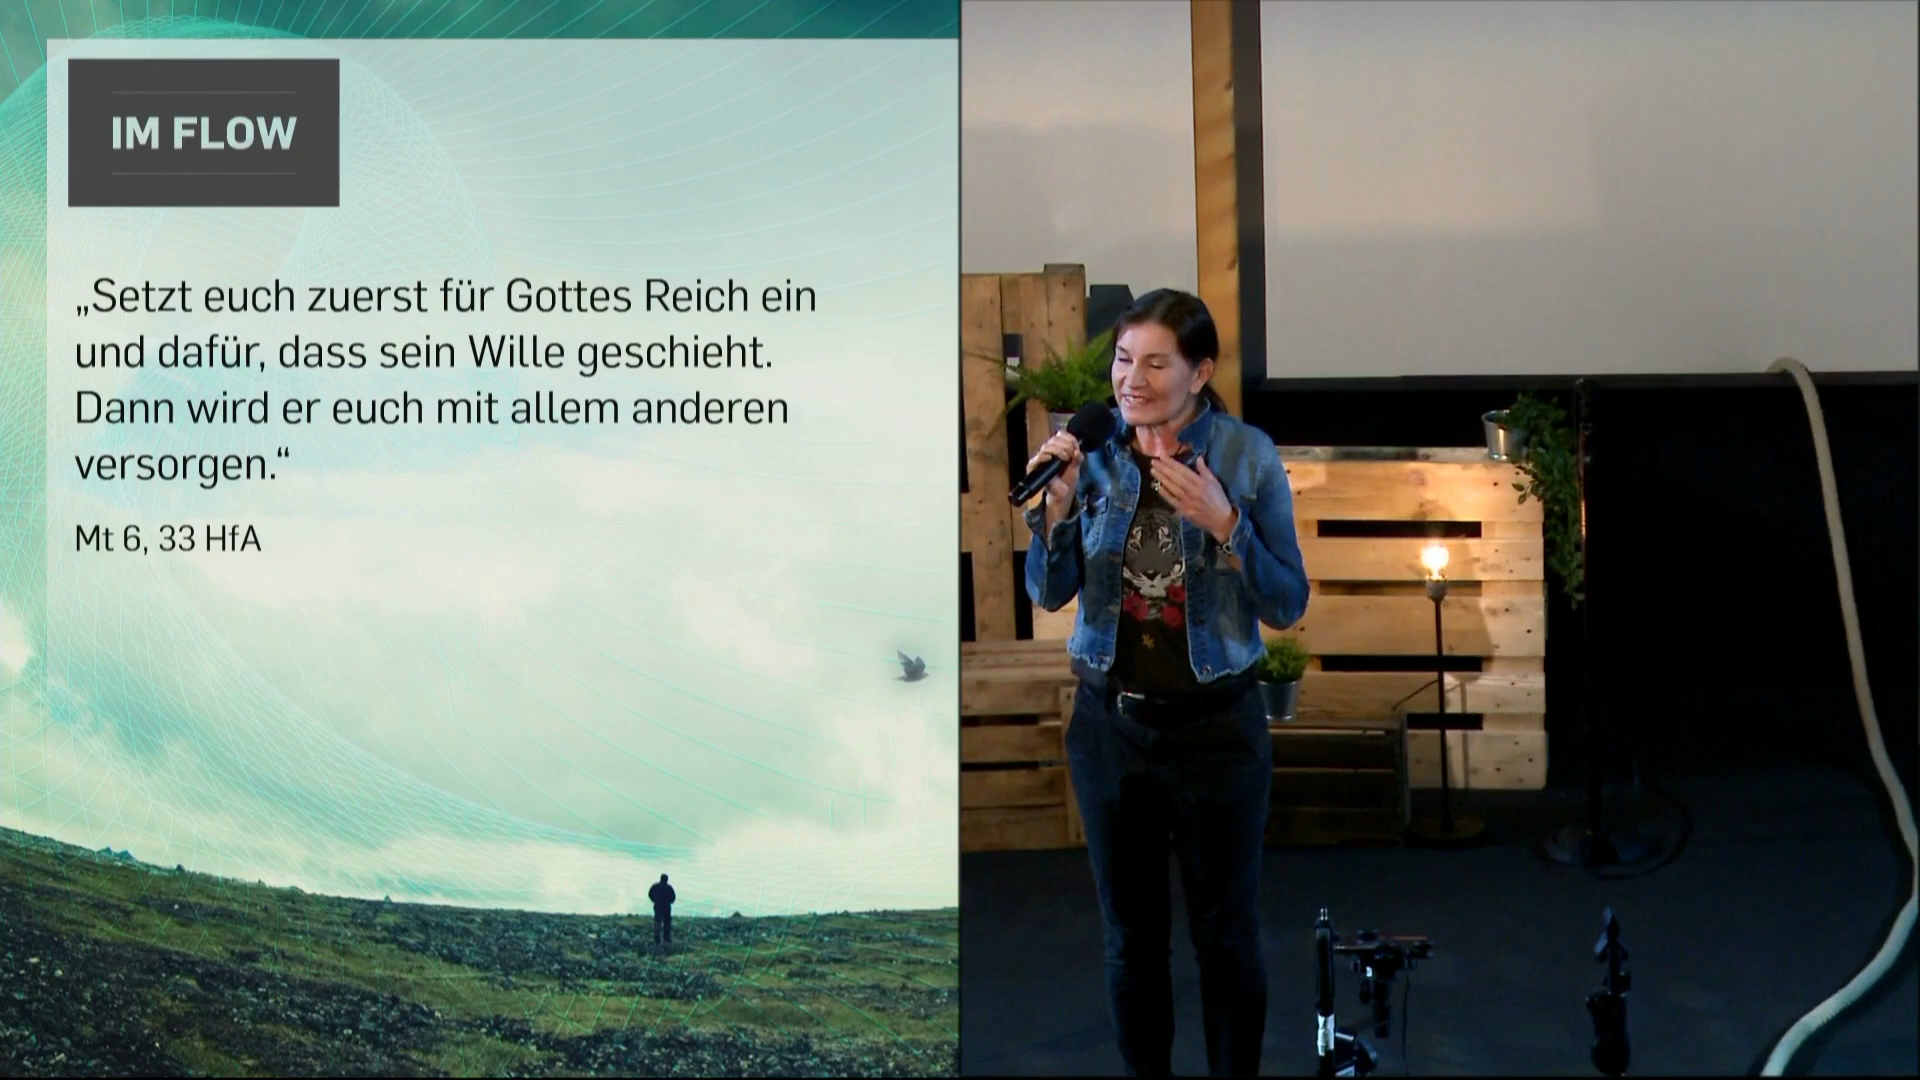 IM FLOW
„Setzt euch zuerst für Gottes Reich ein
und dafür, dass sein Wille geschieht.
Dann wird er euch mit allem anderen
versorgen.“
Mt 6, 33 HfA